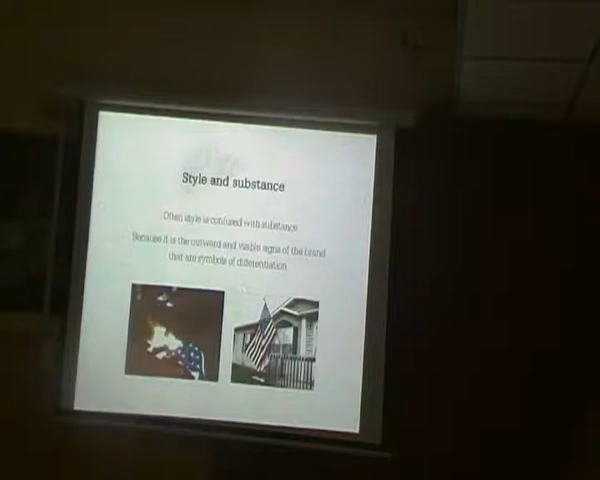 Style and substance
Often style is confused with substance
Because it is the outward and visible signs of the brand
that are symbols of differentiation